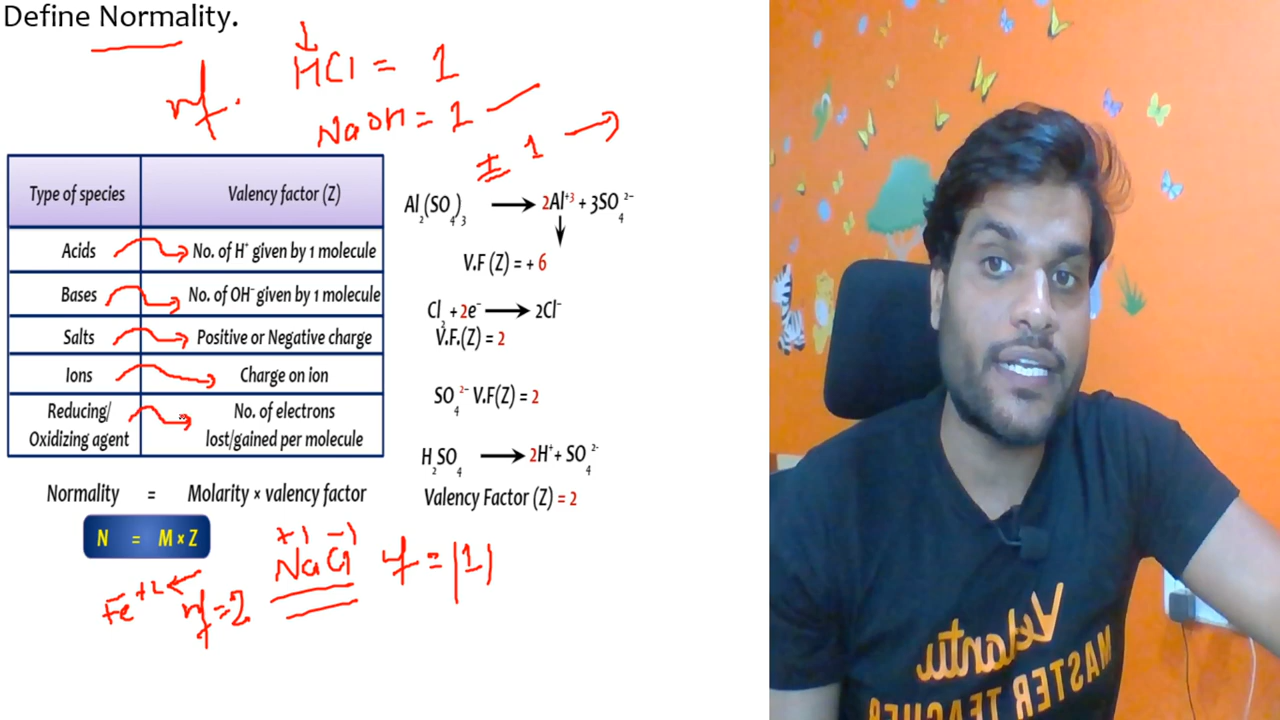 Define Normality.
HCl = 1
nf.
NaOH = 1
± 1
Type of species Valency factor (Z)
Acids No. of H⁺ given by 1 molecule
Bases No. of OH⁻ given by 1 molecule
Salts Positive or Negative charge
Ions Charge on ion
Reducing/
Oxidizing agent
No. of electrons
lost/gained per molecule
Normality = Molarity × valency factor
N = M × Z
Al₂(SO₄)₃ → 2Al⁺³ + 3SO₄²⁻
V.F (Z) = + 6
Cl₂ + 2e⁻ → 2Cl⁻
V.F.(Z) = 2
SO₄²⁻ V.F(Z) = 2
H₂SO₄ → 2H⁺ + SO₄²⁻
Valency Factor (Z) = 2
+1 -1
NaCl nf = |1|
Fe⁺² nf = 2
Vedantu
MASTER TEACHER